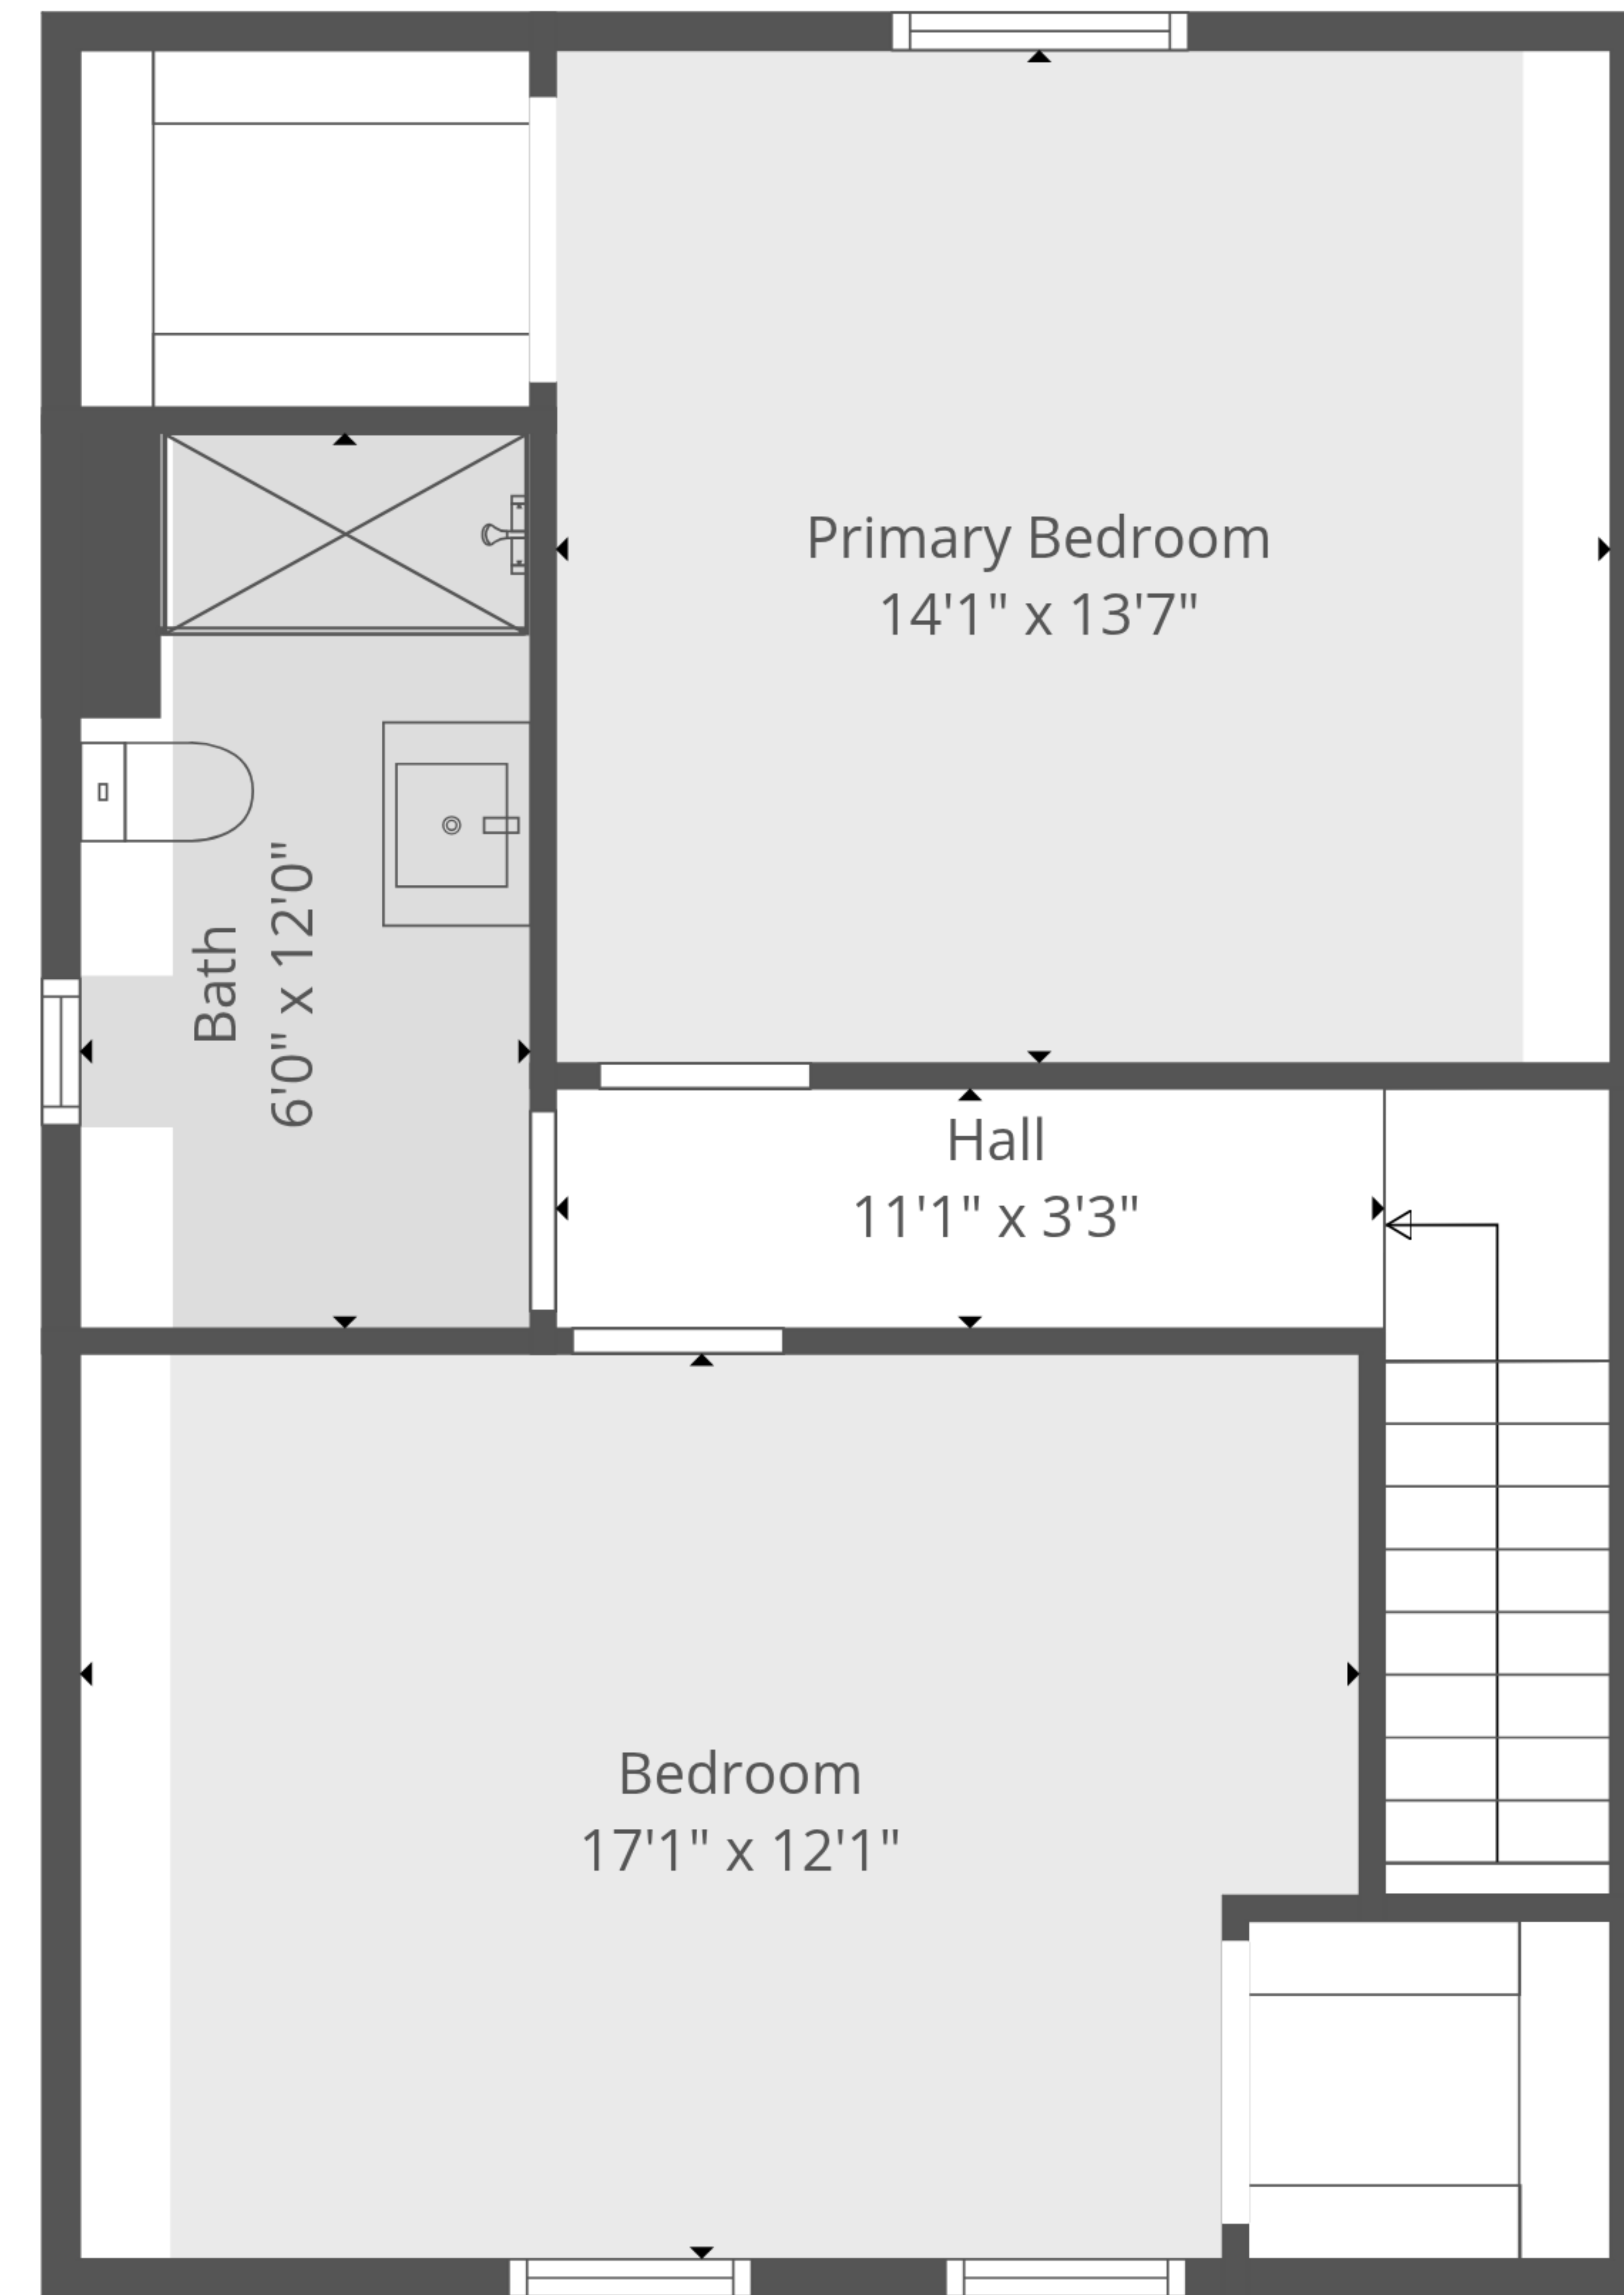 Primary Bedroom
14'1" x 13'7"
Bath
6'0" x 12'0"
Hall
11'1" x 3'3"
Bedroom
17'1" x 12'1"